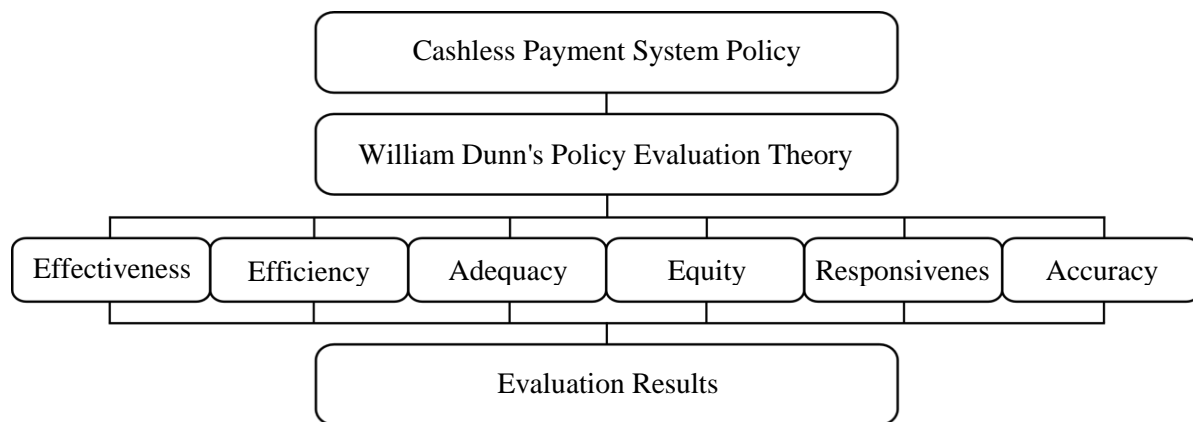 Cashless Payment System Policy
William Dunn's Policy Evaluation Theory
Effectiveness
Efficiency
Adequacy
Equity
Responsivenes
Accuracy
Evaluation Results